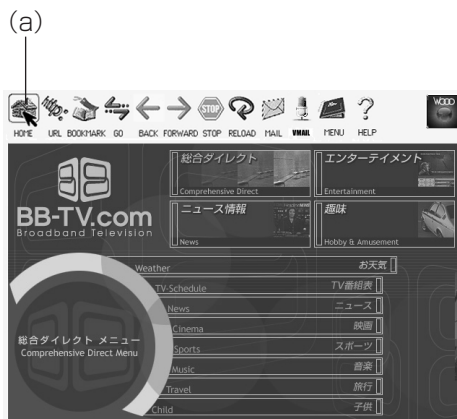 (a)
http:
STOP
WOOO
HOME URL BOOKMARK GO BACK FORWARD STOP RELOAD MAIL VMAIL MENU HELP
BB-TV.com
Broadband Television
総合ダイレクト
Comprehensive Direct
エンターテイメント
Entertainment
ニュース情報
News
趣味
Hobby & Amusement
総合ダイレクト メニュー
Comprehensive Direct Menu
Weather お天気
TV-Schedule TV番組表
News ニュース
Cinema 映画
Sports スポーツ
Music 音楽
Travel 旅行
Child 子供